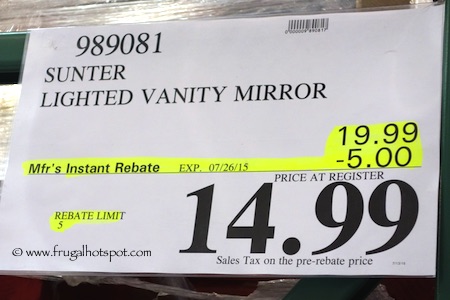 989081
SUNTER
LIGHTED VANITY MIRROR
19.99
-5.00
Mfr's Instant Rebate EXP. 07/26/15
PRICE AT REGISTER
14.99
REBATE LIMIT
5
Sales Tax on the pre-rebate price
© www.frugalhotspot.com